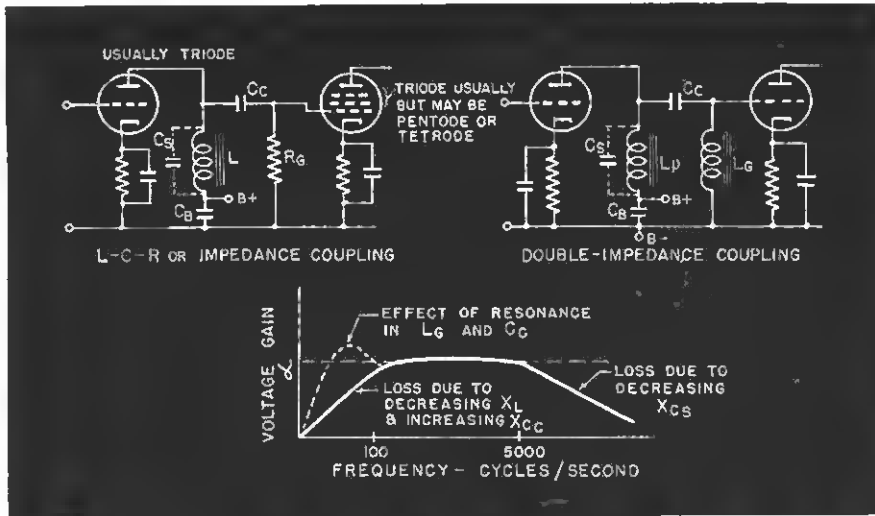 USUALLY TRIODE
CC
CS
L
RG
CB
B+
TRIODE USUALLY
BUT MAY BE
PENTODE OR
TETRODE
L-C-R OR IMPEDANCE COUPLING
CC
CS
Lp
LG
CB
B+
B-
DOUBLE-IMPEDANCE COUPLING
EFFECT OF RESONANCE
IN LG AND CC
VOLTAGE GAIN
α
LOSS DUE TO
DECREASING XL
& INCREASING XCC
LOSS DUE TO
DECREASING
XCS
100
5000
FREQUENCY - CYCLES/SECOND